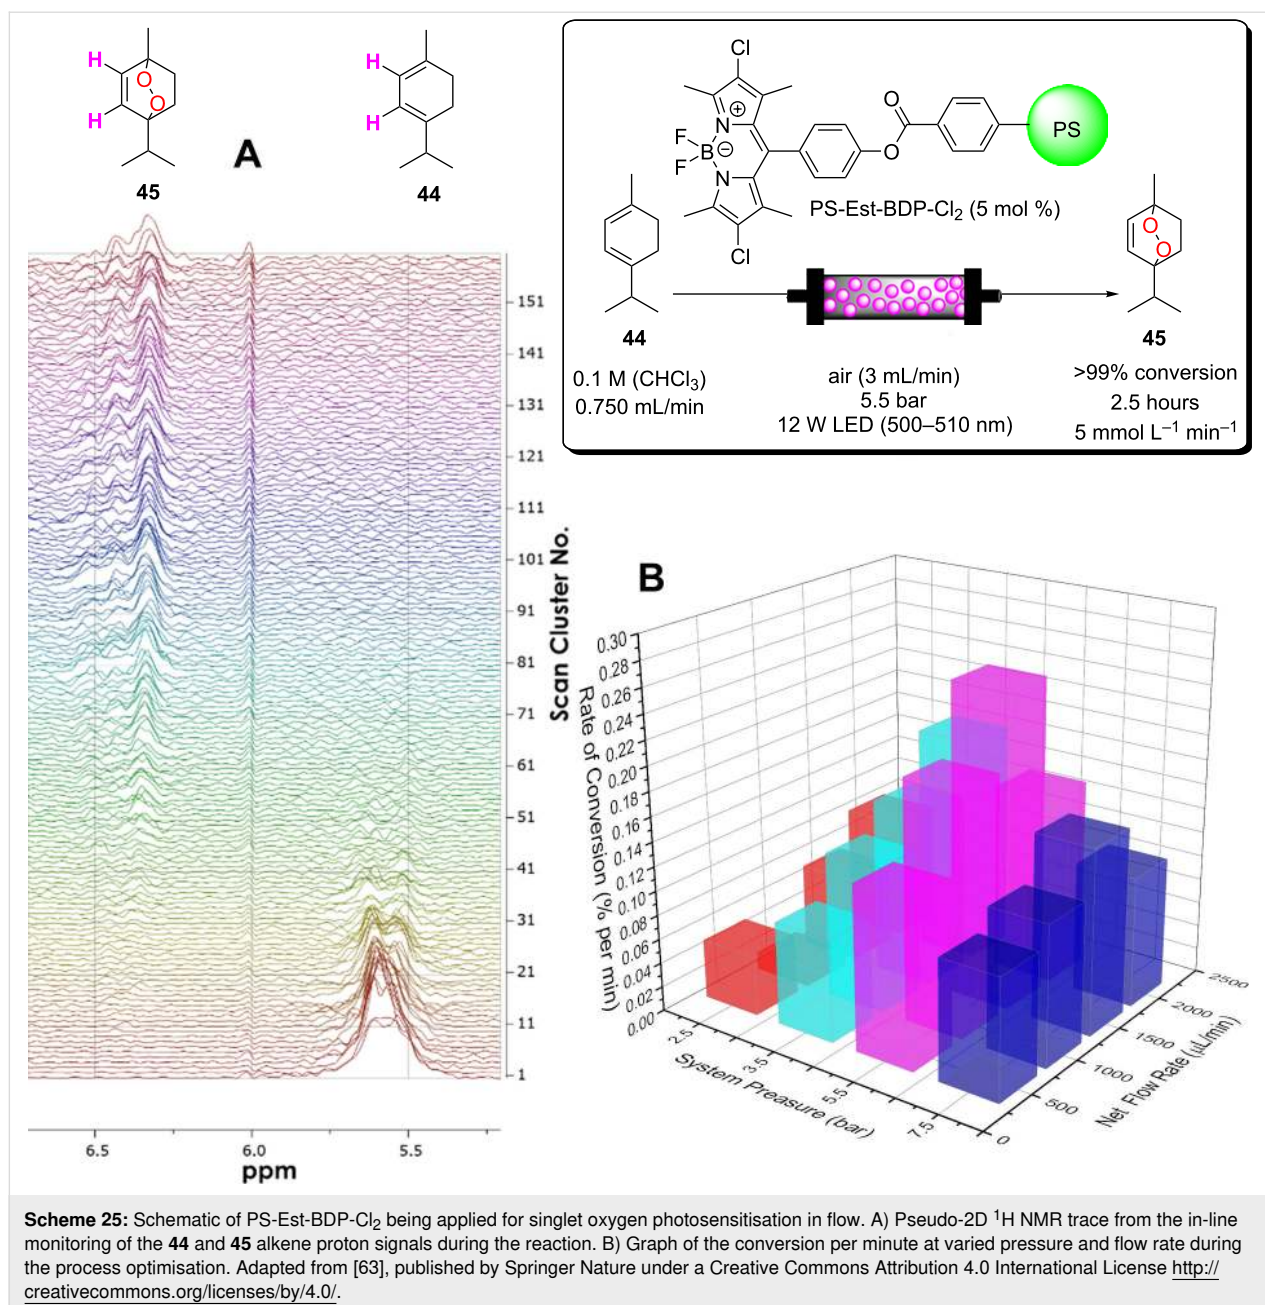 H
H
O
O
45
A
H
H
44
Cl
N
⊕
F
F
B
⊖
N
Cl
O
O
PS
PS-Est-BDP-Cl₂ (5 mol %)
44
0.1 M (CHCl₃)
0.750 mL/min
air (3 mL/min)
5.5 bar
12 W LED (500–510 nm)
O
O
45
>99% conversion
2.5 hours
5 mmol L⁻¹ min⁻¹
151
141
131
121
111
101
91
81
71
61
51
41
31
21
11
1
Scan Cluster No.
6.5
6.0
5.5
ppm
B
0.30
0.28
0.26
0.24
0.22
0.20
0.18
0.16
0.14
0.12
0.10
0.08
0.06
0.04
0.02
0.00
Rate of Conversion (% per min)
2.5
3.5
5.5
7.5
System Preasure (bar)
0
500
1000
1500
2000
2500
Net Flow Rate (μL/min)
Scheme 25: Schematic of PS-Est-BDP-Cl₂ being applied for singlet oxygen photosensitisation in flow. A) Pseudo-2D ¹H NMR trace from the in-line
monitoring of the 44 and 45 alkene proton signals during the reaction. B) Graph of the conversion per minute at varied pressure and flow rate during
the process optimisation. Adapted from [63], published by Springer Nature under a Creative Commons Attribution 4.0 International License http://
creativecommons.org/licenses/by/4.0/.